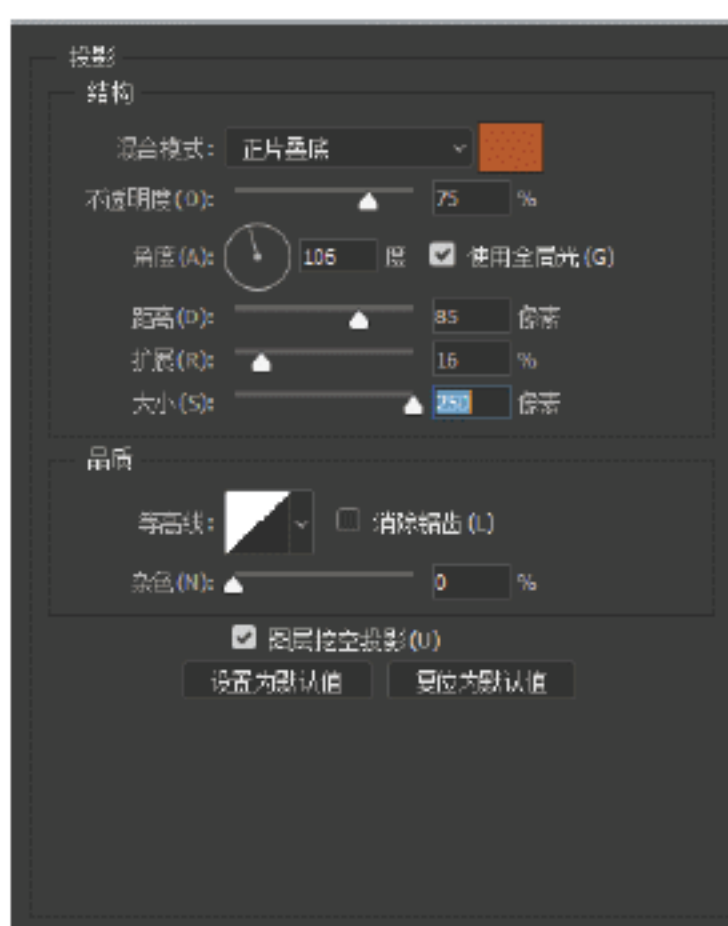 投影
结构
混合模式: 正片叠底
不透明度(O): 75 %
角度(A): 106 度 使用全局光(G)
距离(D): 85 像素
扩展(R): 16 %
大小(S): 250 像素
品质
等高线: 消除锯齿(L)
杂色(N): 0 %
图层挖空投影(U)
设置为默认值 复位为默认值